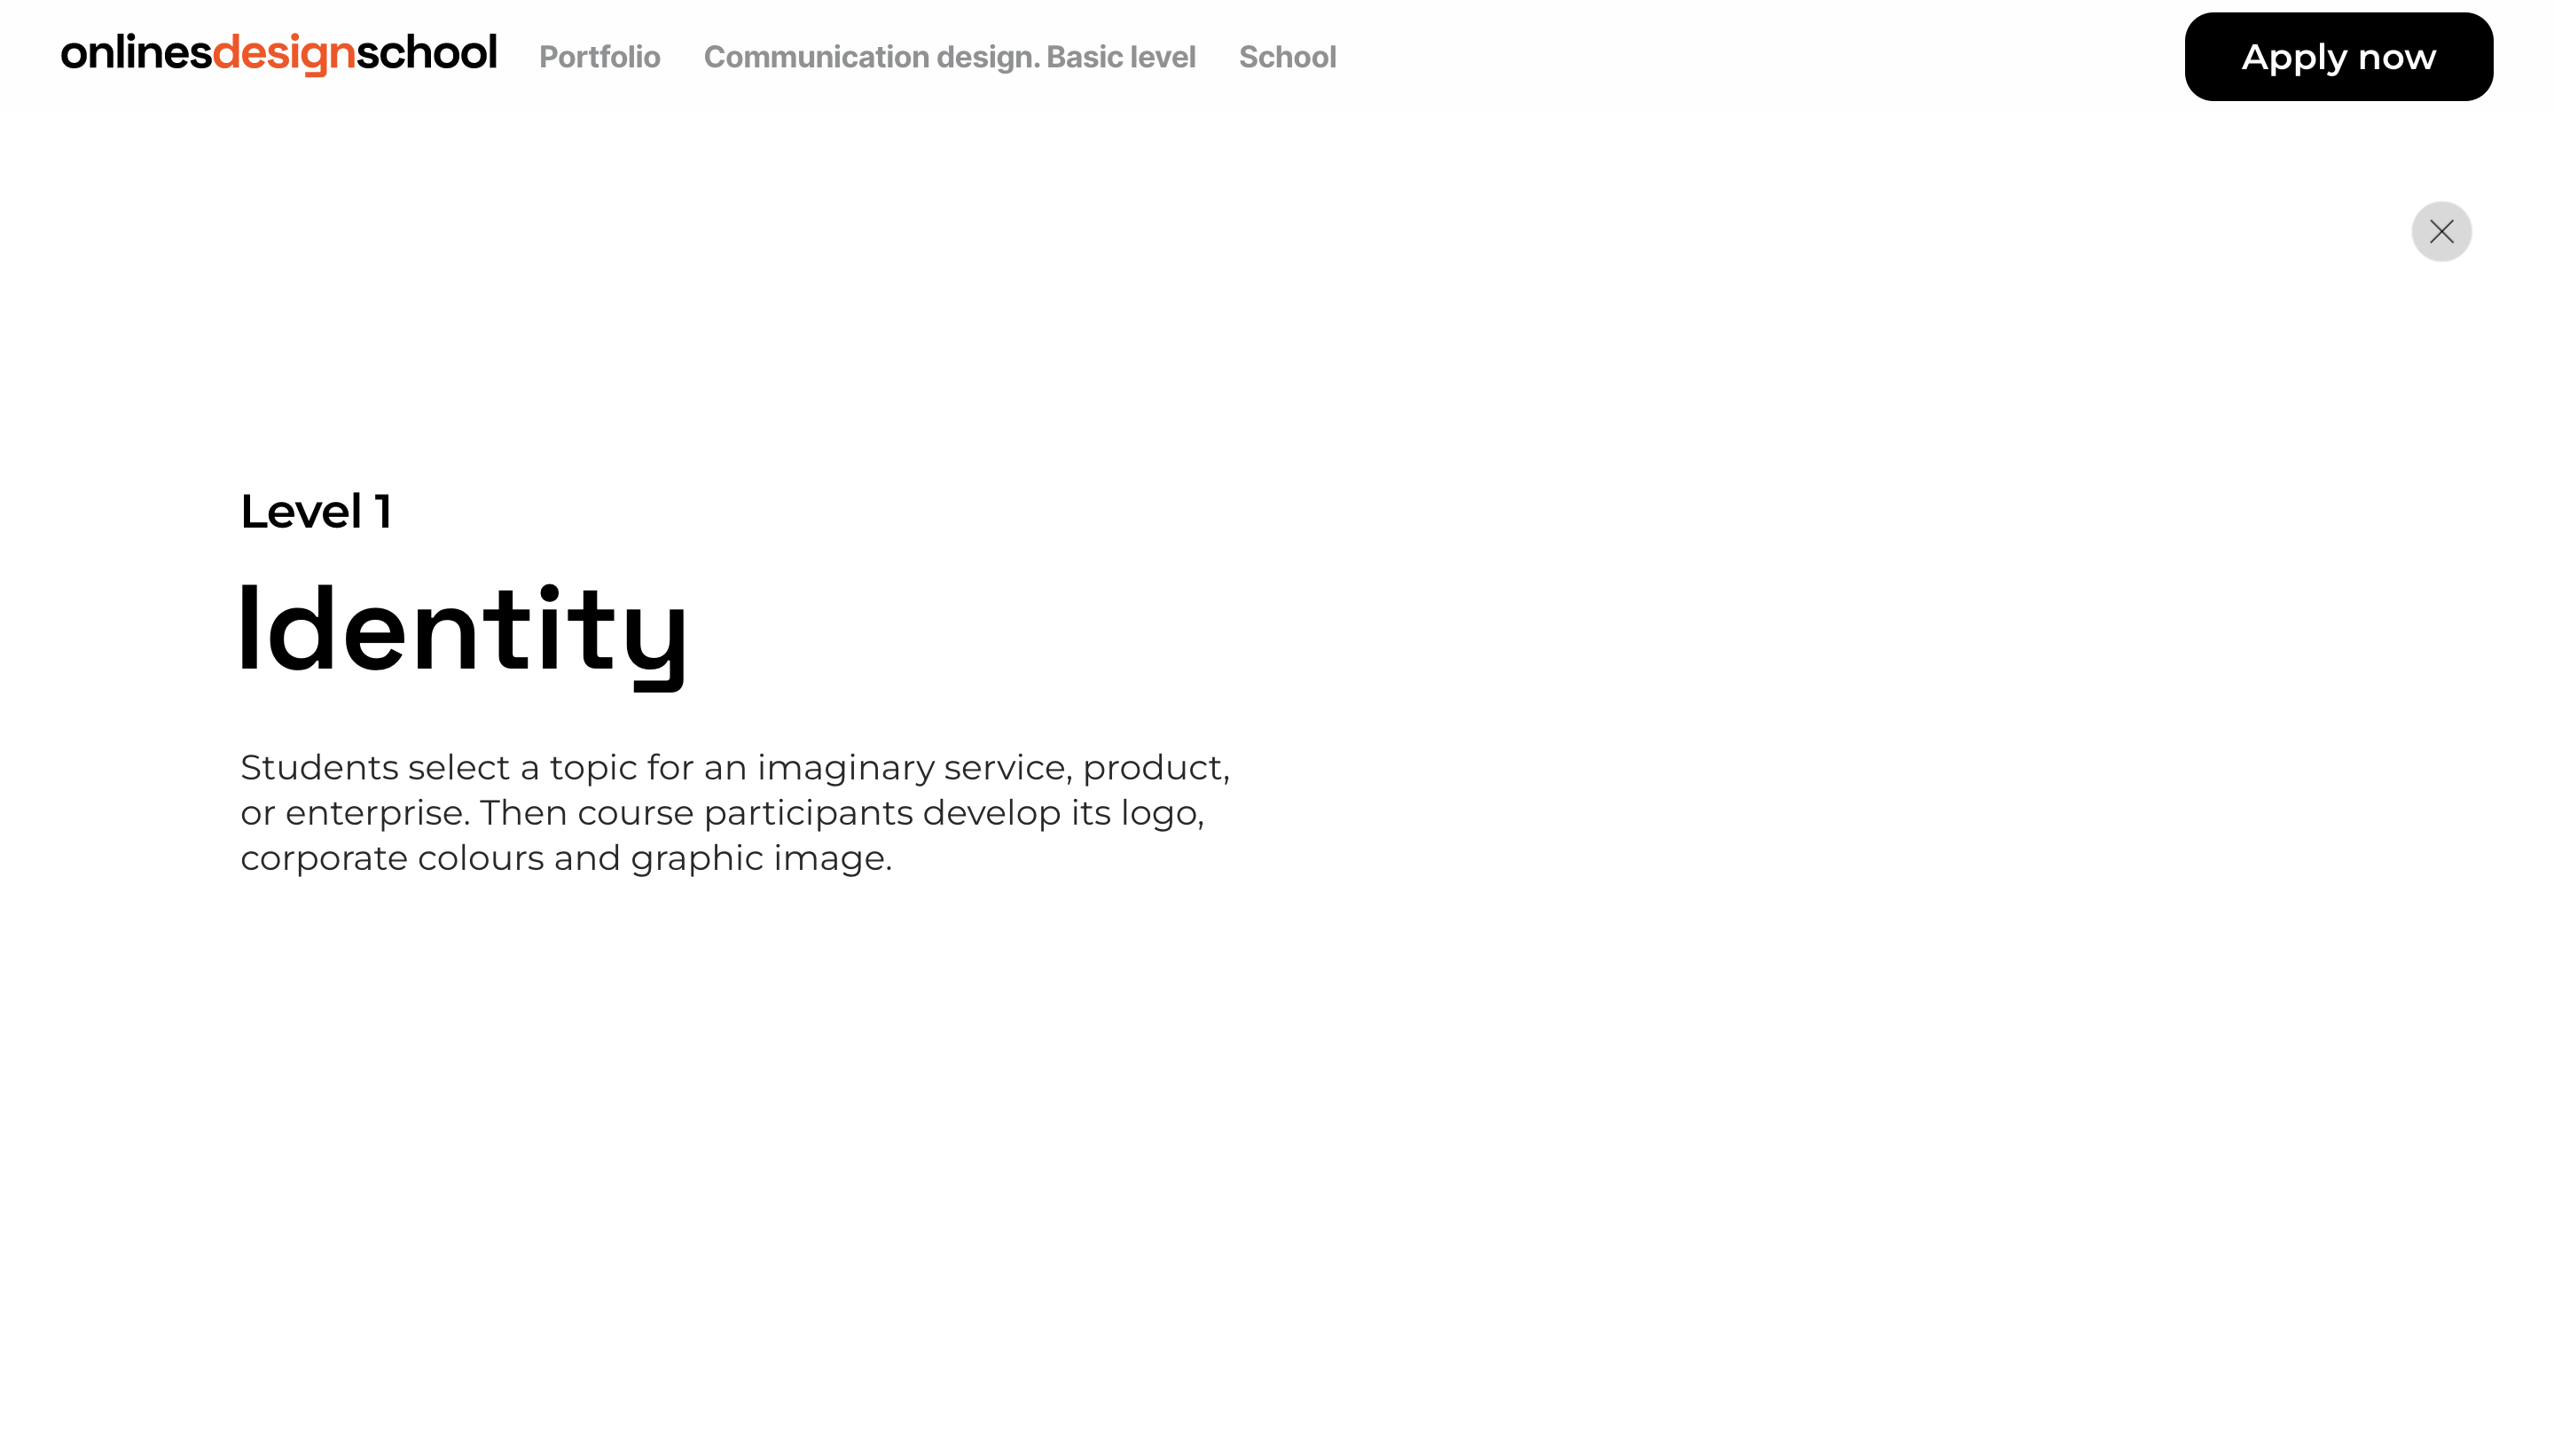 onlinesdesignschool
Portfolio
Communication design. Basic level
School
Apply now
Level 1
Identity
Students select a topic for an imaginary service, product,
or enterprise. Then course participants develop its logo,
corporate colours and graphic image.